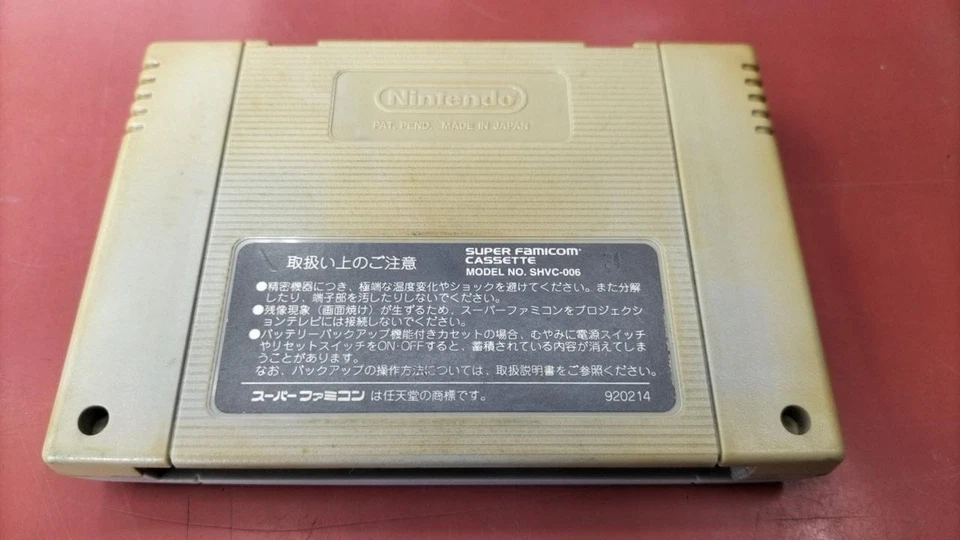 Nintendo
PAT. PEND. MADE IN JAPAN
取扱い上のご注意
SUPER FAMICOM
CASSETTE
MODEL NO. SHVC-006
●精密機器につき、極端な温度変化やショックを避けてください。また分解
したり、端子部を汚したりしないでください。
●残像現象(画面焼け)が生ずるため、スーパーファミコンをプロジェクシ
ョンテレビには接続しないでください。
●バッテリーバックアップ機能付きカセットの場合、むやみに電源スイッチ
やリセットスイッチをON・OFFすると、蓄積されている内容が消えてしま
うことがあります。
なお、バックアップの操作方法については、取扱説明書をご参照ください。
スーパーファミコンは任天堂の商標です。
920214